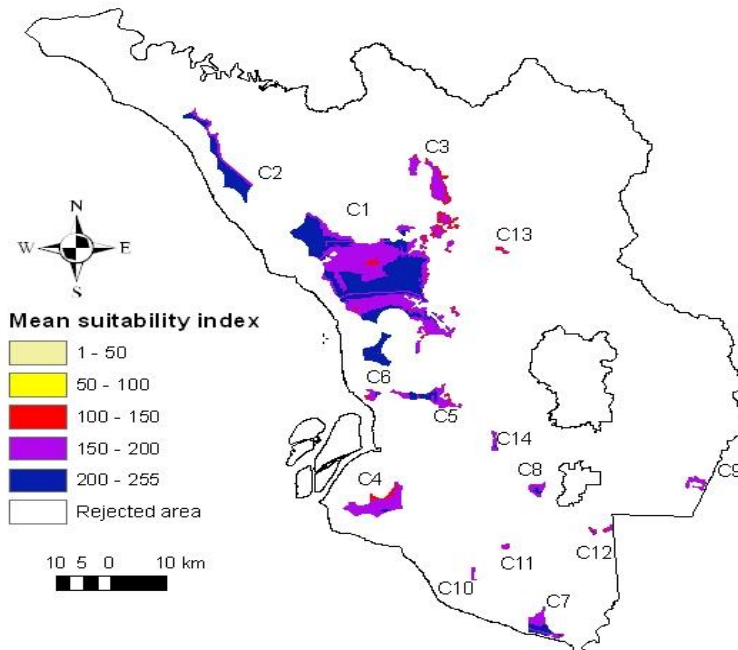 C3
C2
C1
C13
N
W E
S
Mean suitability index
1 - 50
50 - 100
100 - 150
150 - 200
200 - 255
Rejected area
10 5 0 10 km
C6
C5
C14
C4
C8
C9
C11
C12
C10
C7